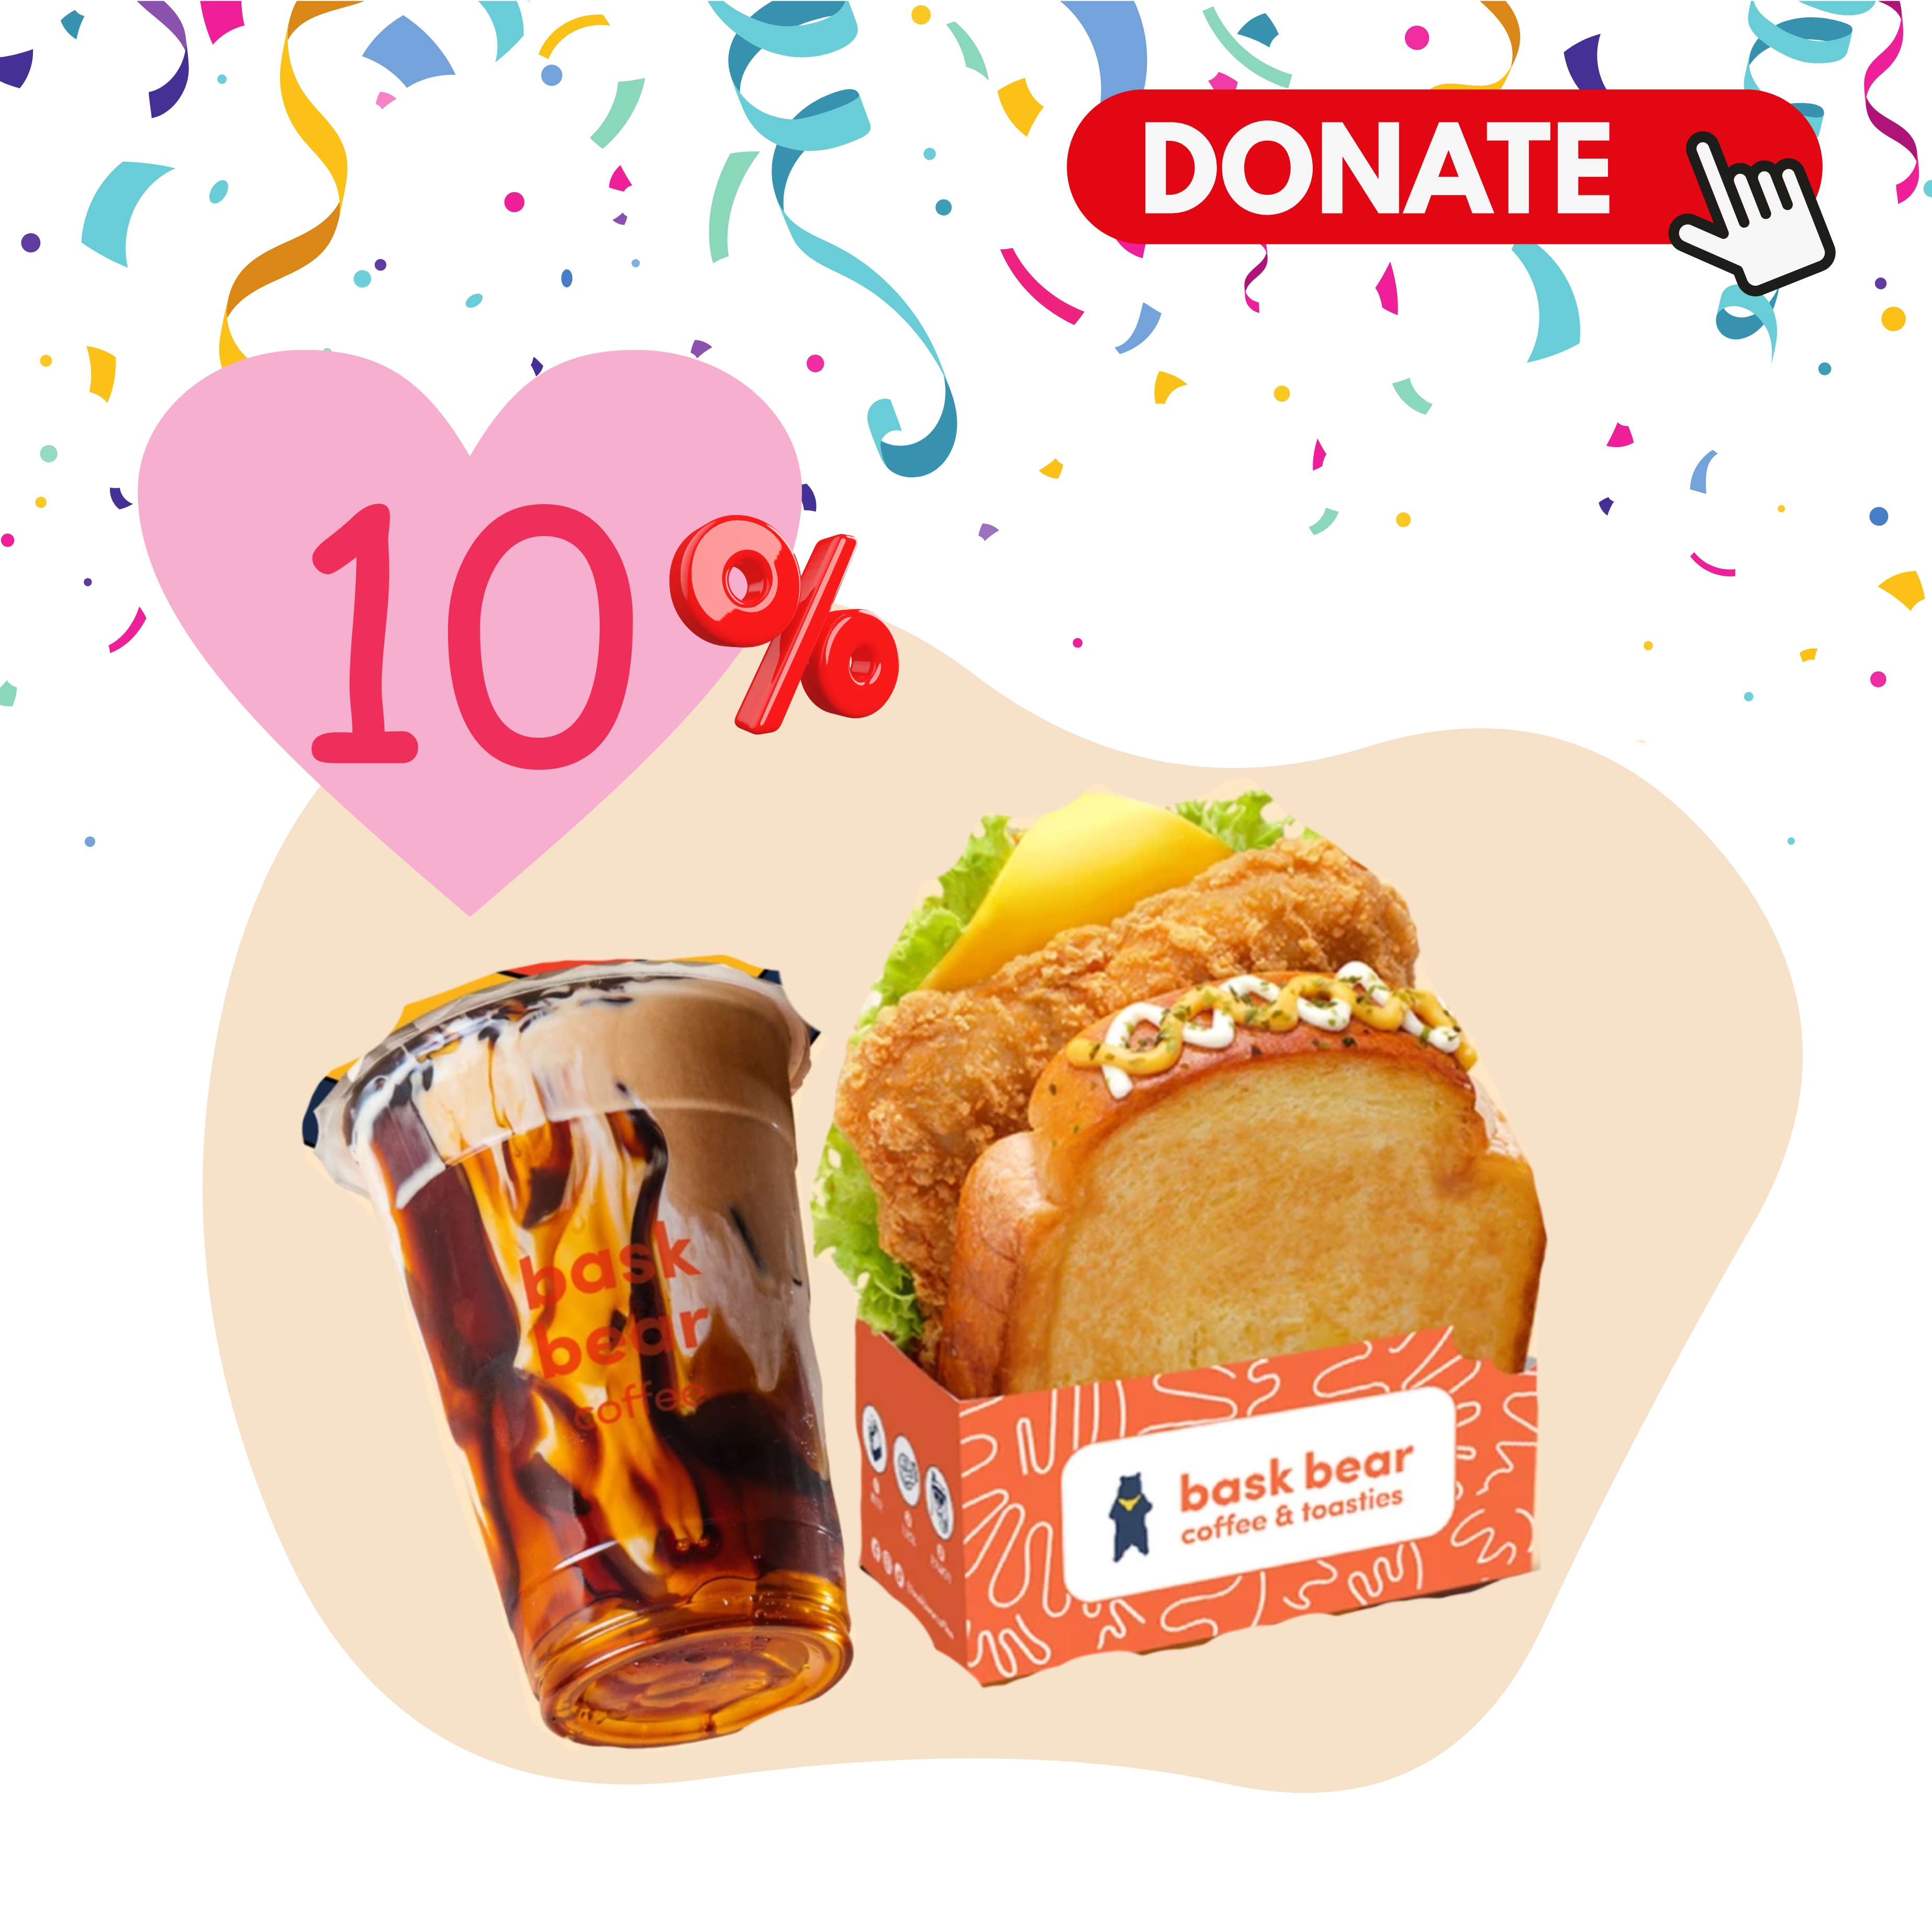 DONATE
10%
bask
bear
coffee
bask bear
coffee & toasties